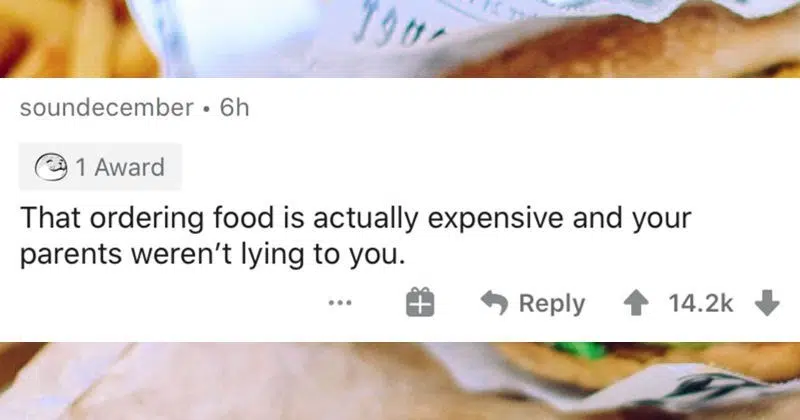 soundecember • 6h
1 Award
That ordering food is actually expensive and your
parents weren’t lying to you.
... Reply 14.2k